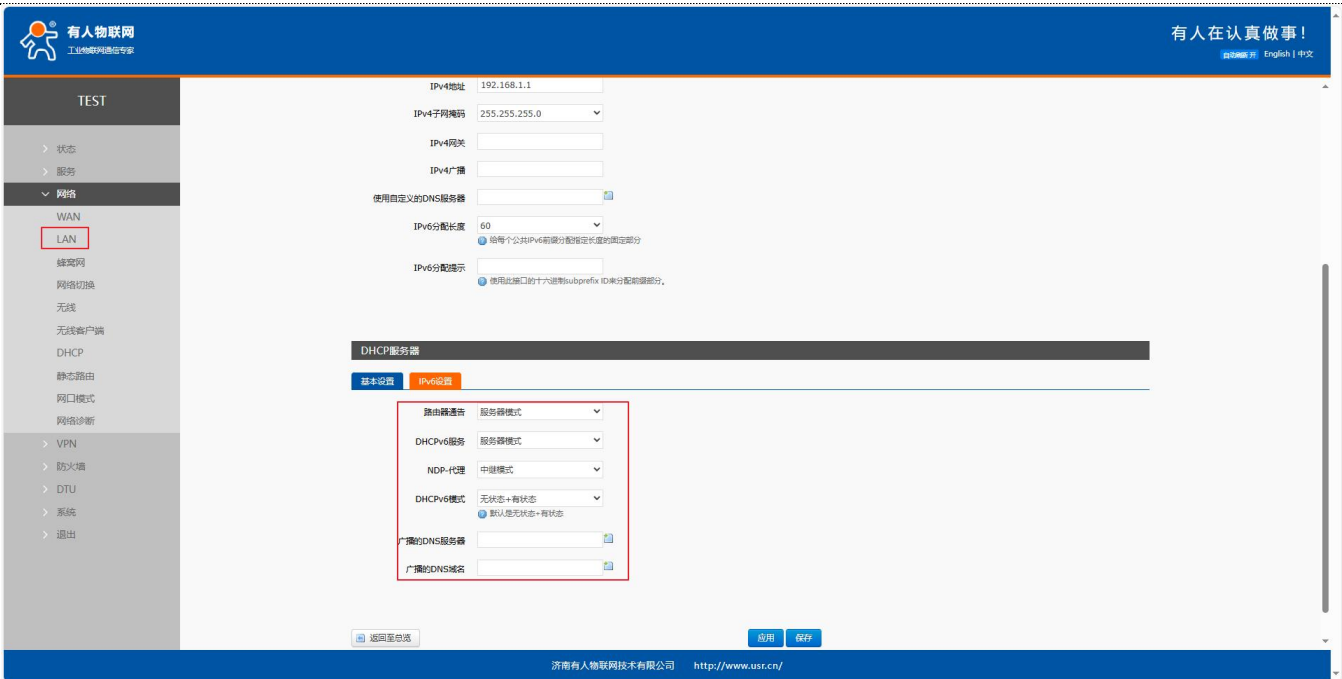 有人物联网
工业物联网通信专家
有人在认真做事!
自动刷新 开 English | 中文
TEST
状态
服务
网络
WAN
LAN
蜂窝网
网络切换
无线
无线客户端
DHCP
静态路由
网口模式
网络诊断
VPN
防火墙
DTU
系统
退出
IPv4地址 192.168.1.1
IPv4子网掩码 255.255.255.0
IPv4网关
IPv4广播
使用自定义的DNS服务器
IPv6分配长度 60
给每个公共IPv6前缀分配指定长度的固定部分
IPv6分配提示
使用此接口的十六进制subprefix ID来分配前缀部分。
DHCP服务器
基本设置 IPv6设置
路由器通告 服务器模式
DHCPv6服务 服务器模式
NDP-代理 中继模式
DHCPv6模式 无状态+有状态
默认是无状态+有状态
广播的DNS服务器
广播的DNS域名
返回至总览 应用 保存
济南有人物联网技术有限公司 http://www.usr.cn/